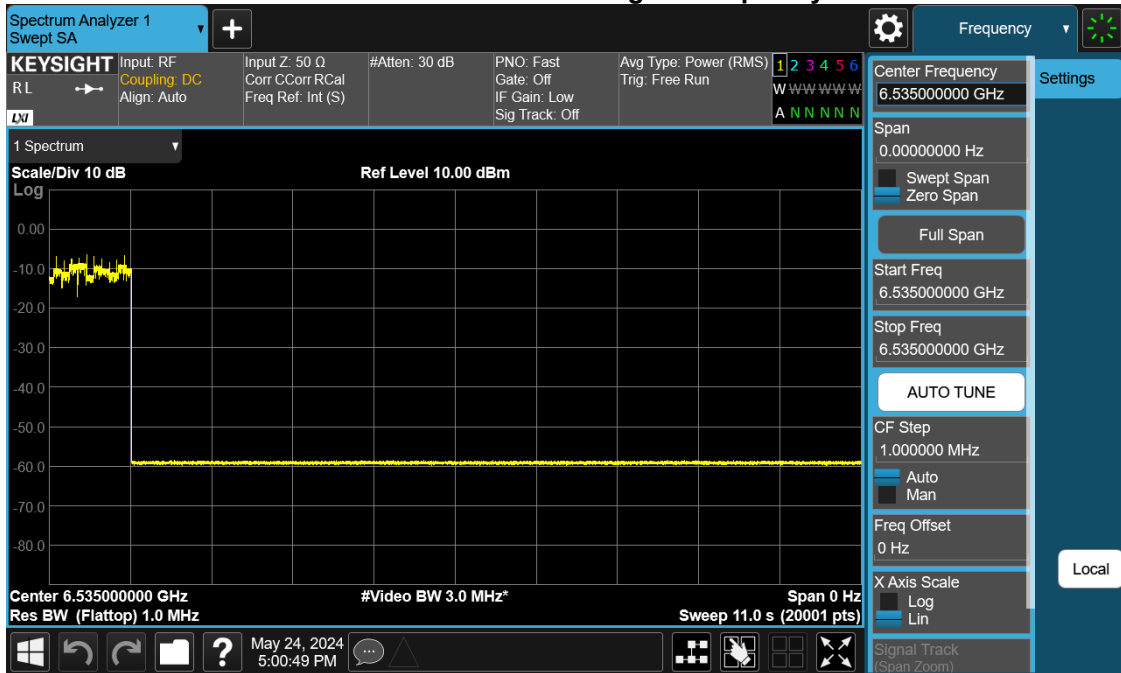 Spectrum Analyzer 1
Swept SA
+
Frequency
KEYSIGHT
RL
LXI
Input: RF
Coupling: DC
Align: Auto
Input Z: 50 Ω
Corr CCorr RCal
Freq Ref: Int (S)
#Atten: 30 dB
PNO: Fast
Gate: Off
IF Gain: Low
Sig Track: Off
Avg Type: Power (RMS)
Trig: Free Run
1 2 3 4 5 6
W W W W W W
A N N N N N
Center Frequency
6.535000000 GHz
Settings
Span
0.00000000 Hz
Swept Span
Zero Span
Full Span
Start Freq
6.535000000 GHz
Stop Freq
6.535000000 GHz
AUTO TUNE
CF Step
1.000000 MHz
Auto
Man
Freq Offset
0 Hz
X Axis Scale
Log
Lin
Signal Track
(Span Zoom)
Local
1 Spectrum
Scale/Div 10 dB
Ref Level 10.00 dBm
Log
0.00
-10.0
-20.0
-30.0
-40.0
-50.0
-60.0
-70.0
-80.0
Center 6.535000000 GHz
#Video BW 3.0 MHz*
Span 0 Hz
Res BW (Flattop) 1.0 MHz
Sweep 11.0 s (20001 pts)
?
May 24, 2024
5:00:49 PM